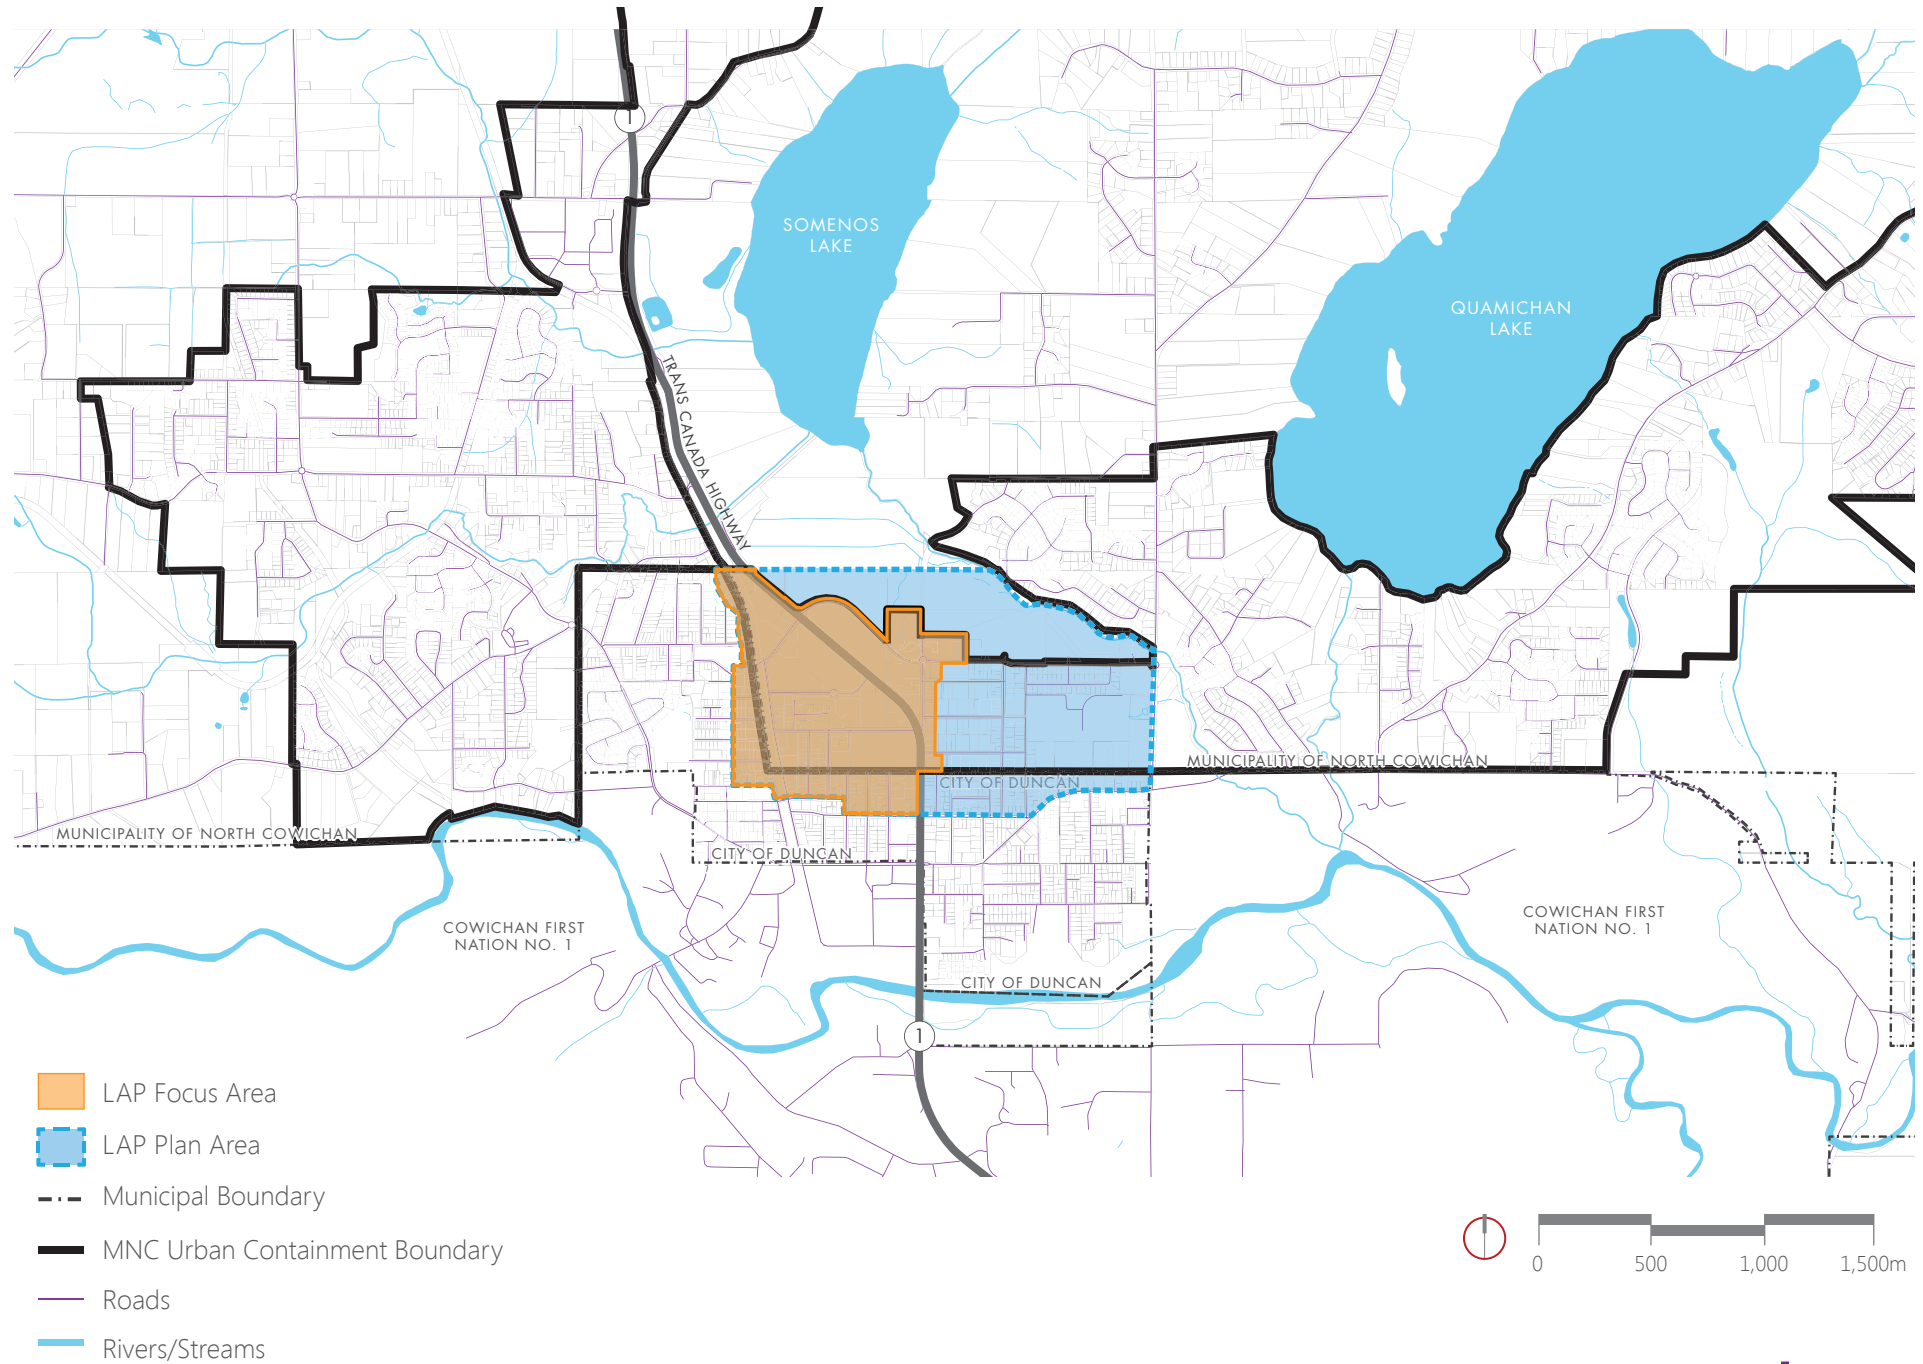 1
SOMENOS
LAKE
QUAMICHAN
LAKE
TRANS CANADA HIGHWAY
MUNICIPALITY OF NORTH COWICHAN
CITY OF DUNCAN
MUNICIPALITY OF NORTH COWICHAN
CITY OF DUNCAN
COWICHAN FIRST
NATION NO. 1
COWICHAN FIRST
NATION NO. 1
CITY OF DUNCAN
1
LAP Focus Area
LAP Plan Area
Municipal Boundary
MNC Urban Containment Boundary
Roads
Rivers/Streams
0 500 1,000 1,500m